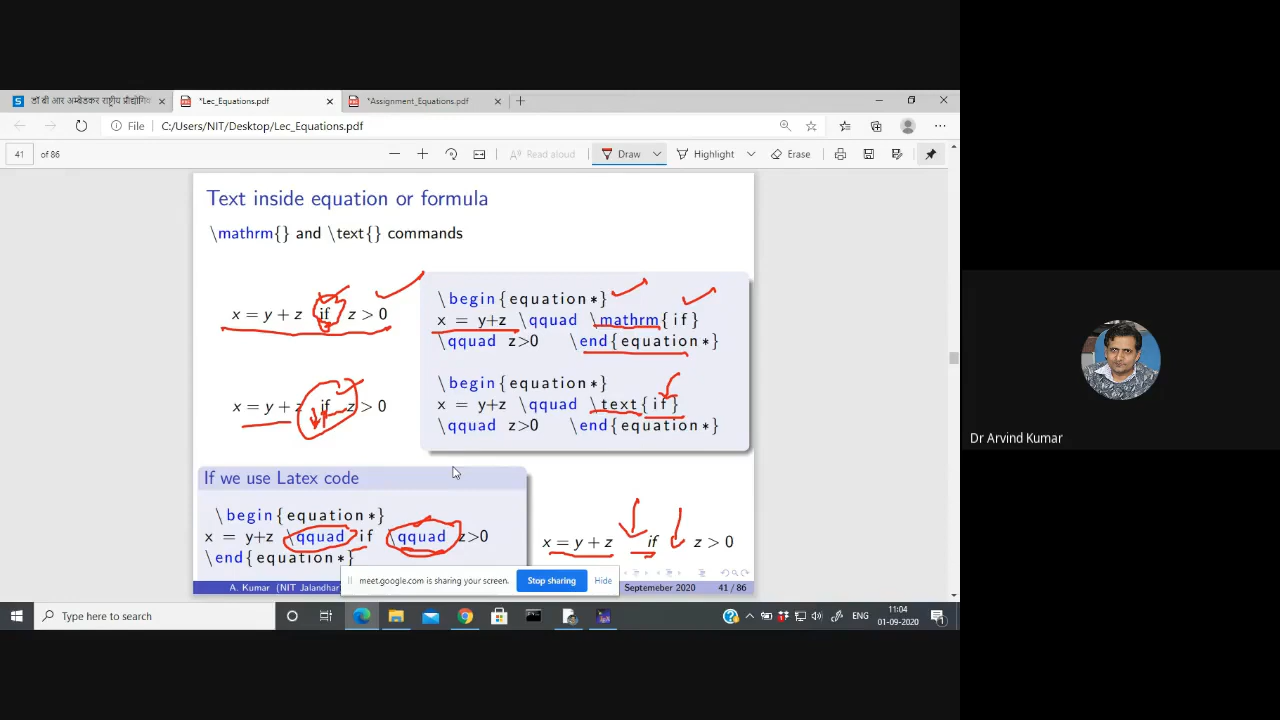 डॉ बी आर अम्बेडकर राष्ट्रीय प्रौद्योगिक
*Lec_Equations.pdf
*Assignment_Equations.pdf
File C:/Users/NIT/Desktop/Lec_Equations.pdf
41 of 86
Read aloud
Draw
Highlight
Erase
Text inside equation or formula
\mathrm{} and \text{} commands
x = y + z if z > 0
\begin{equation*}
x = y+z \qquad \mathrm{if}
\qquad z>0 \end{equation*}
x = y + z if z > 0
\begin{equation*}
x = y+z \qquad \text{if}
\qquad z>0 \end{equation*}
If we use Latex code
\begin{equation*}
x = y+z \qquad if \qquad z>0
\end{equation*}
x = y + z if z > 0
A. Kumar (NIT Jalandhar)
Septemeber 2020
41 / 86
meet.google.com is sharing your screen.
Stop sharing
Hide
Type here to search
ENG
11:04
01-09-2020
Dr Arvind Kumar